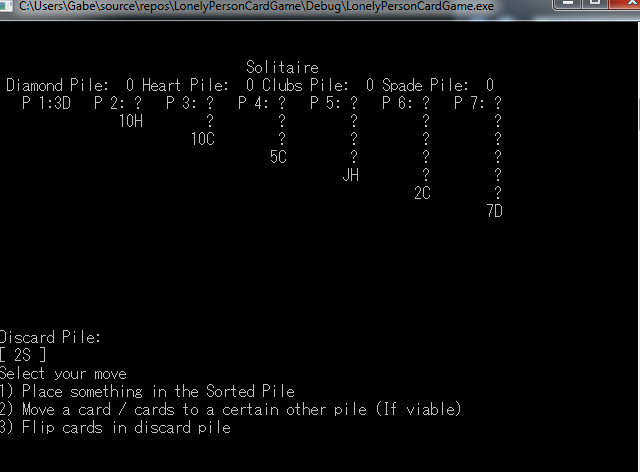 C:\Users\Gabe\source\repos\LonelyPersonCardGame\Debug\LonelyPersonCardGame.exe
Solitaire
Diamond Pile: 0 Heart Pile: 0 Clubs Pile: 0 Spade Pile: 0
P 1:3D P 2: ? P 3: ? P 4: ? P 5: ? P 6: ? P 7: ?
10H ? ? ? ? ?
10C ? ? ? ?
5C ? ? ?
JH ? ?
2C ?
7D
Discard Pile:
[ 2S ]
Select your move
1) Place something in the Sorted Pile
2) Move a card / cards to a certain other pile (If viable)
3) Flip cards in discard pile